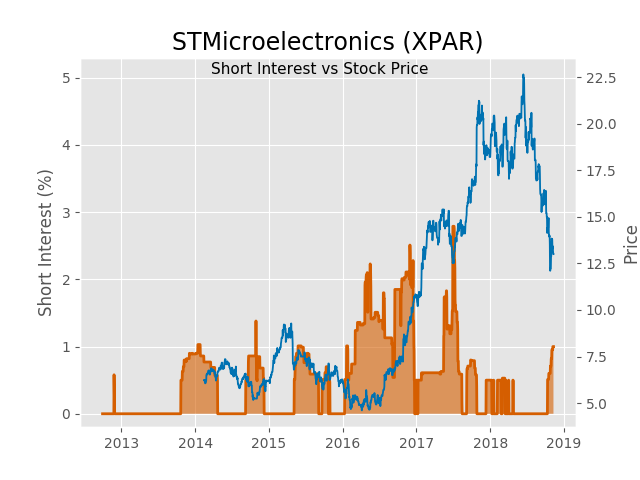 STMicroelectronics (XPAR)
Short Interest vs Stock Price
Short Interest (%)
5
4
3
2
1
0
22.5
20.0
17.5
15.0
12.5
10.0
7.5
5.0
Price
2013 2014 2015 2016 2017 2018 2019